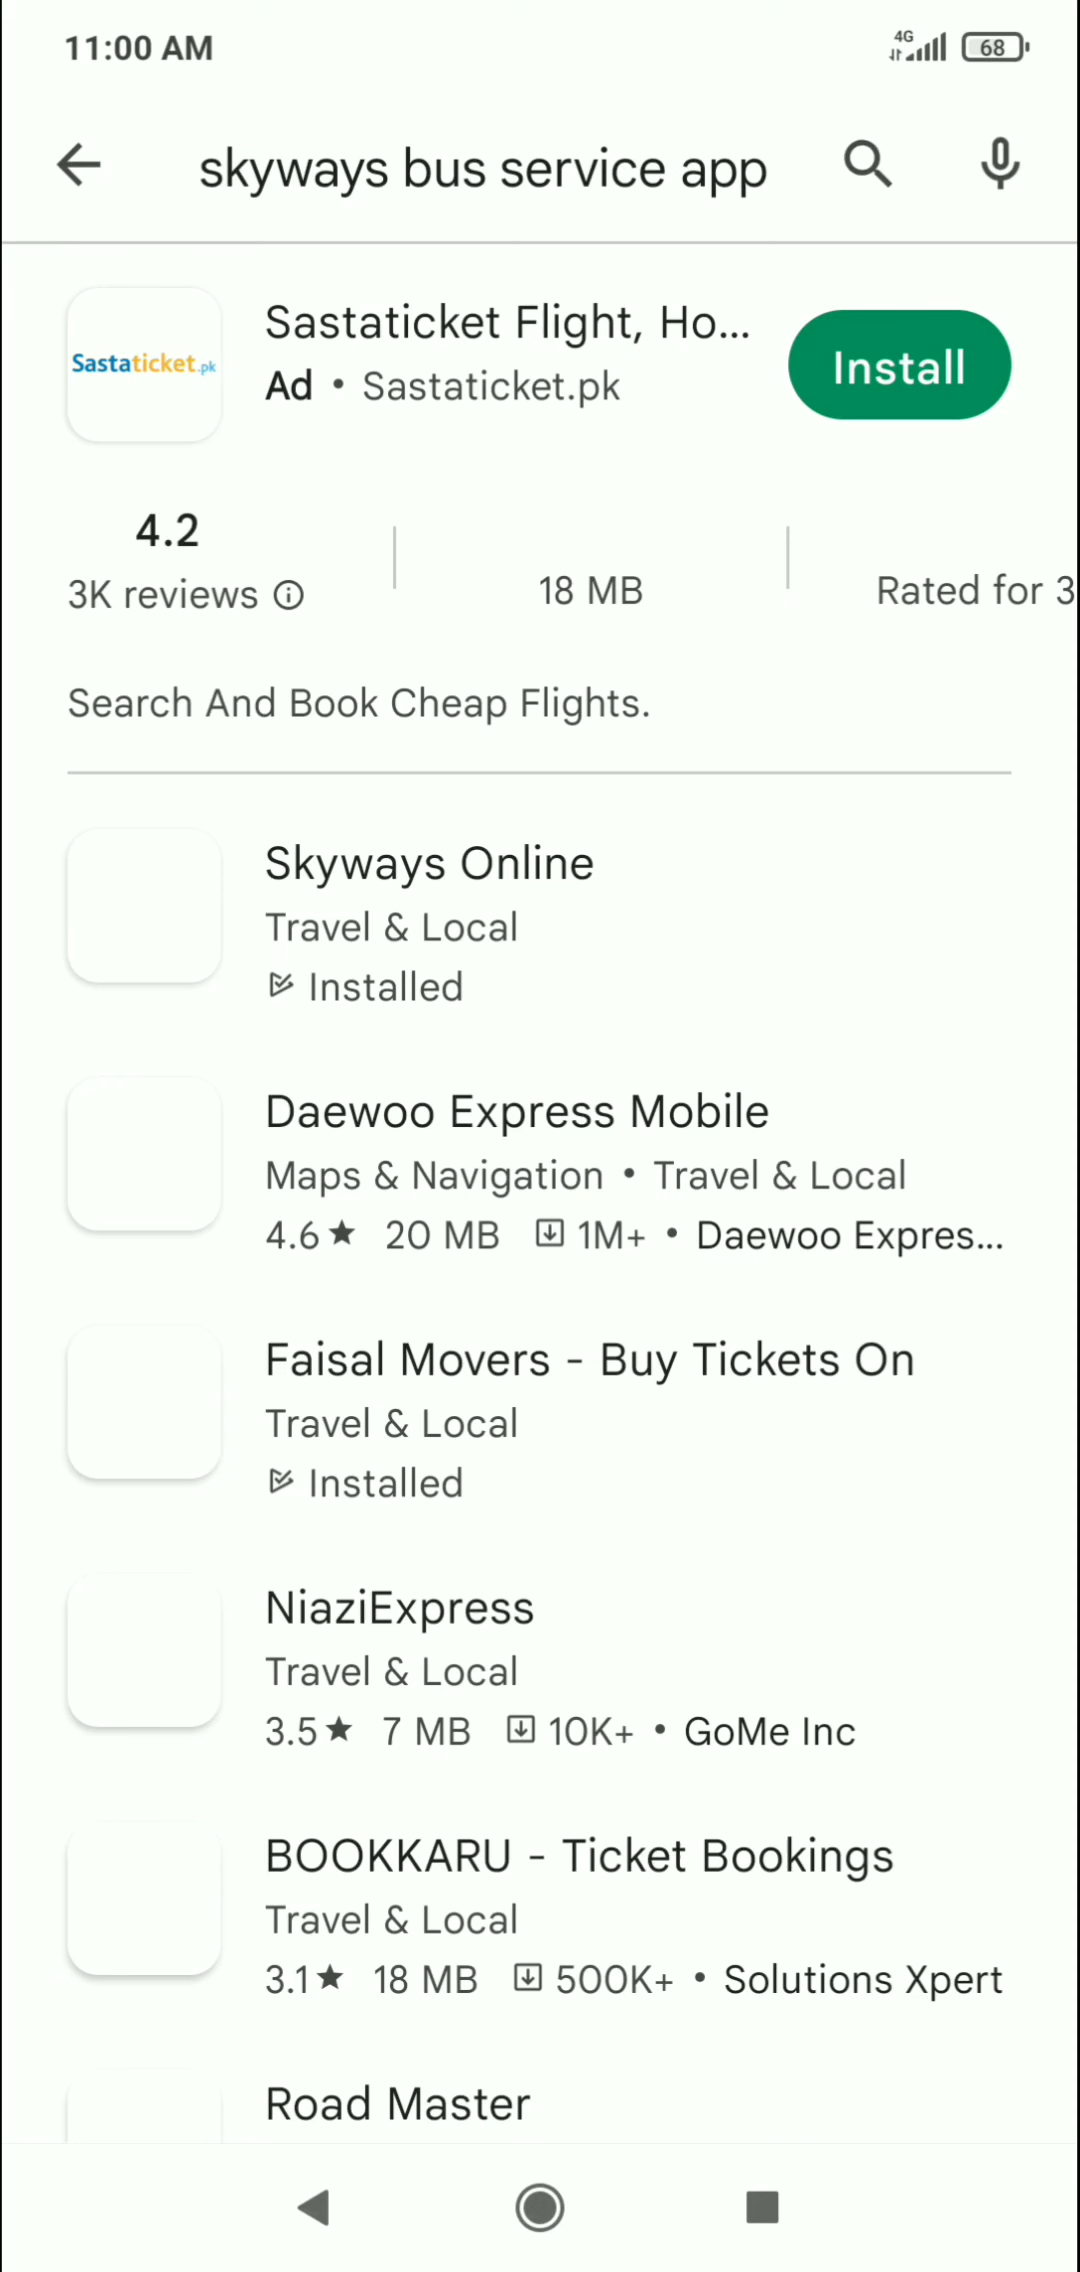 11:00 AM
4G
68
skyways bus service app
Sastaticket.pk
Sastaticket Flight, Ho...
Ad • Sastaticket.pk
Install
4.2
3K reviews
18 MB
Rated for 3
Search And Book Cheap Flights.
Skyways Online
Travel & Local
Installed
Daewoo Express Mobile
Maps & Navigation • Travel & Local
4.6★ 20 MB 1M+ • Daewoo Expres...
Faisal Movers - Buy Tickets On
Travel & Local
Installed
NiaziExpress
Travel & Local
3.5★ 7 MB 10K+ • GoMe Inc
BOOKKARU - Ticket Bookings
Travel & Local
3.1★ 18 MB 500K+ • Solutions Xpert
Road Master